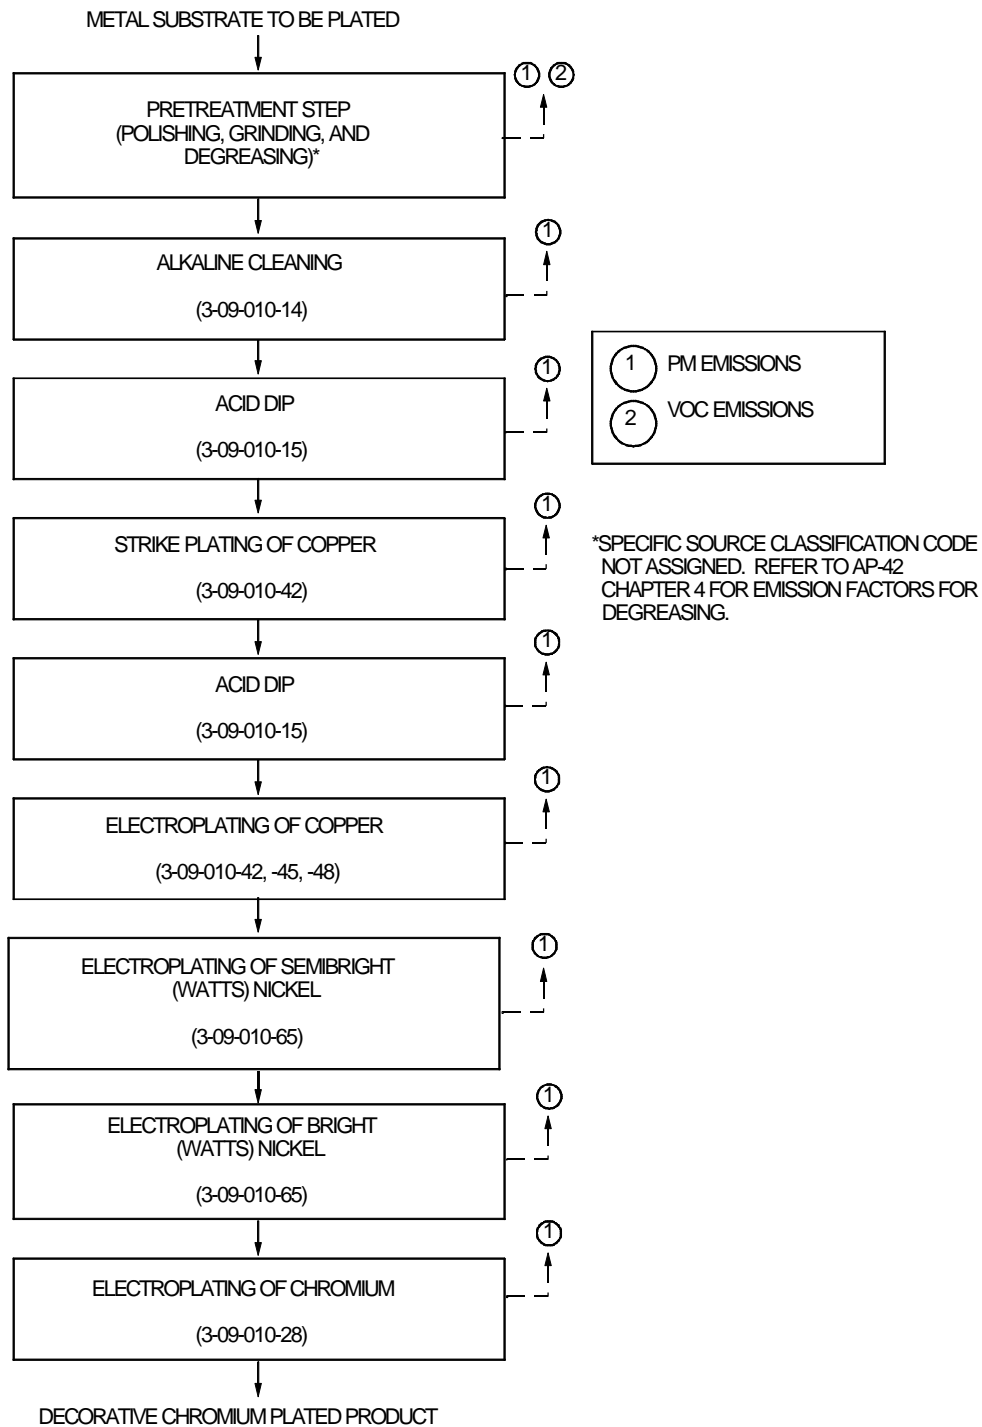 METAL SUBSTRATE TO BE PLATED
1 2
PRETREATMENT STEP
(POLISHING, GRINDING, AND
DEGREASING)*
1
ALKALINE CLEANING
(3-09-010-14)
1
ACID DIP
(3-09-010-15)
1 PM EMISSIONS
2 VOC EMISSIONS
1
STRIKE PLATING OF COPPER
(3-09-010-42)
*SPECIFIC SOURCE CLASSIFICATION CODE
NOT ASSIGNED. REFER TO AP-42
CHAPTER 4 FOR EMISSION FACTORS FOR
DEGREASING.
1
ACID DIP
(3-09-010-15)
1
ELECTROPLATING OF COPPER
(3-09-010-42, -45, -48)
1
ELECTROPLATING OF SEMIBRIGHT
(WATTS) NICKEL
(3-09-010-65)
1
ELECTROPLATING OF BRIGHT
(WATTS) NICKEL
(3-09-010-65)
1
ELECTROPLATING OF CHROMIUM
(3-09-010-28)
DECORATIVE CHROMIUM PLATED PRODUCT